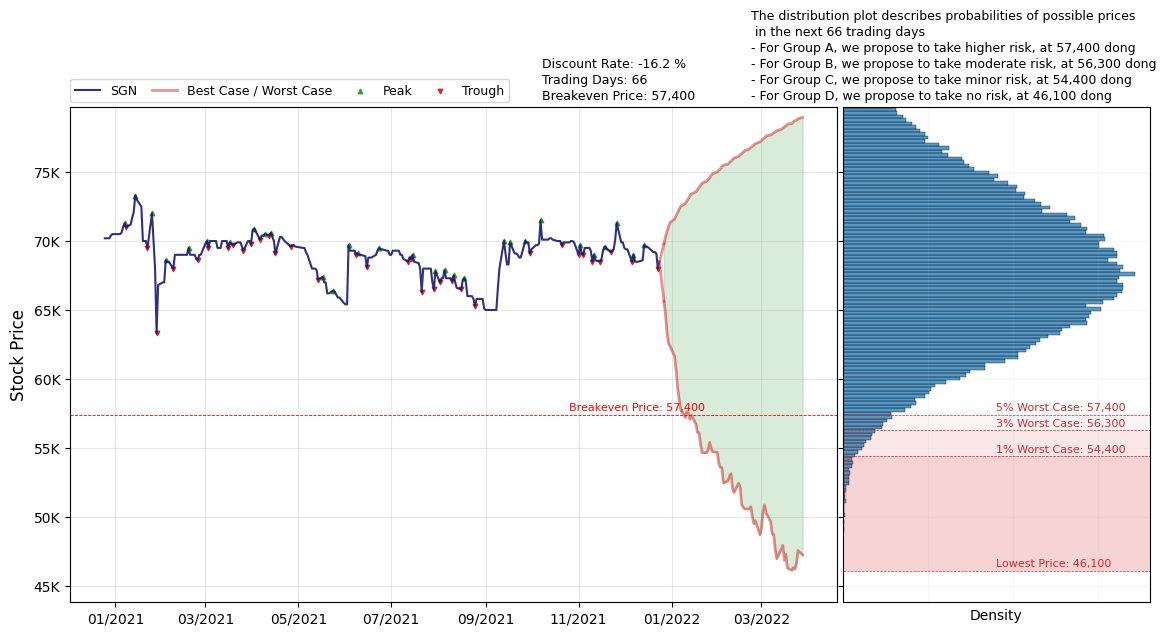 The distribution plot describes probabilities of possible prices
in the next 66 trading days
- For Group A, we propose to take higher risk, at 57,400 dong
- For Group B, we propose to take moderate risk, at 56,300 dong
- For Group C, we propose to take minor risk, at 54,400 dong
- For Group D, we propose to take no risk, at 46,100 dong
Discount Rate: -16.2 %
Trading Days: 66
Breakeven Price: 57,400
SGN
Best Case / Worst Case
Peak
Trough
Stock Price
75K
70K
65K
60K
55K
50K
45K
Breakeven Price: 57,400
01/2021
03/2021
05/2021
07/2021
09/2021
11/2021
01/2022
03/2022
5% Worst Case: 57,400
3% Worst Case: 56,300
1% Worst Case: 54,400
Lowest Price: 46,100
Density